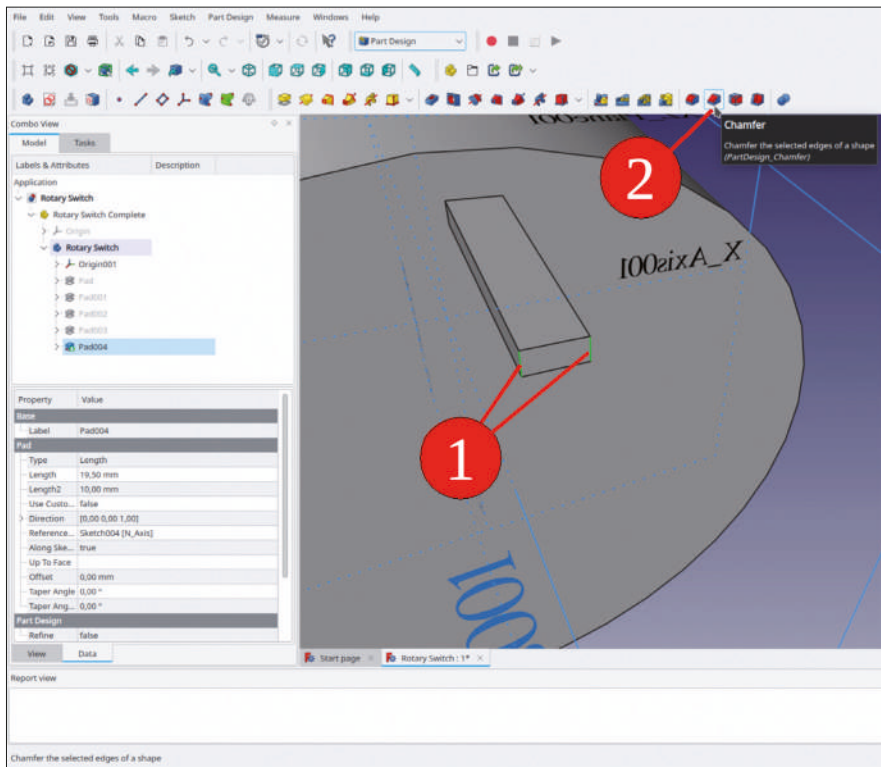 File Edit View Tools Macro Sketch Part Design Measure Windows Help
Part Design
Combo View
Model Tasks
Labels & Attributes Description
Application
Rotary Switch
Rotary Switch Complete
Origin
Rotary Switch
Origin001
Pad
Pad001
Pad002
Pad003
Pad004
Property Value
Base
Label Pad004
Pad
Type Length
Length 19,50 mm
Length2 10,00 mm
Use Custo... false
Direction [0,00 0,00 1,00]
Reference... Sketch004 [N_Axis]
Along Ske... true
Up To Face
Offset 0,00 mm
Taper Angle 0,00 °
Taper Ang... 0,00 °
Part Design
Refine false
View Data
Chamfer
Chamfer the selected edges of a shape
(PartDesign_Chamfer)
2
X_Axis001
1
Start page
Rotary Switch : 1*
Report view
Chamfer the selected edges of a shape